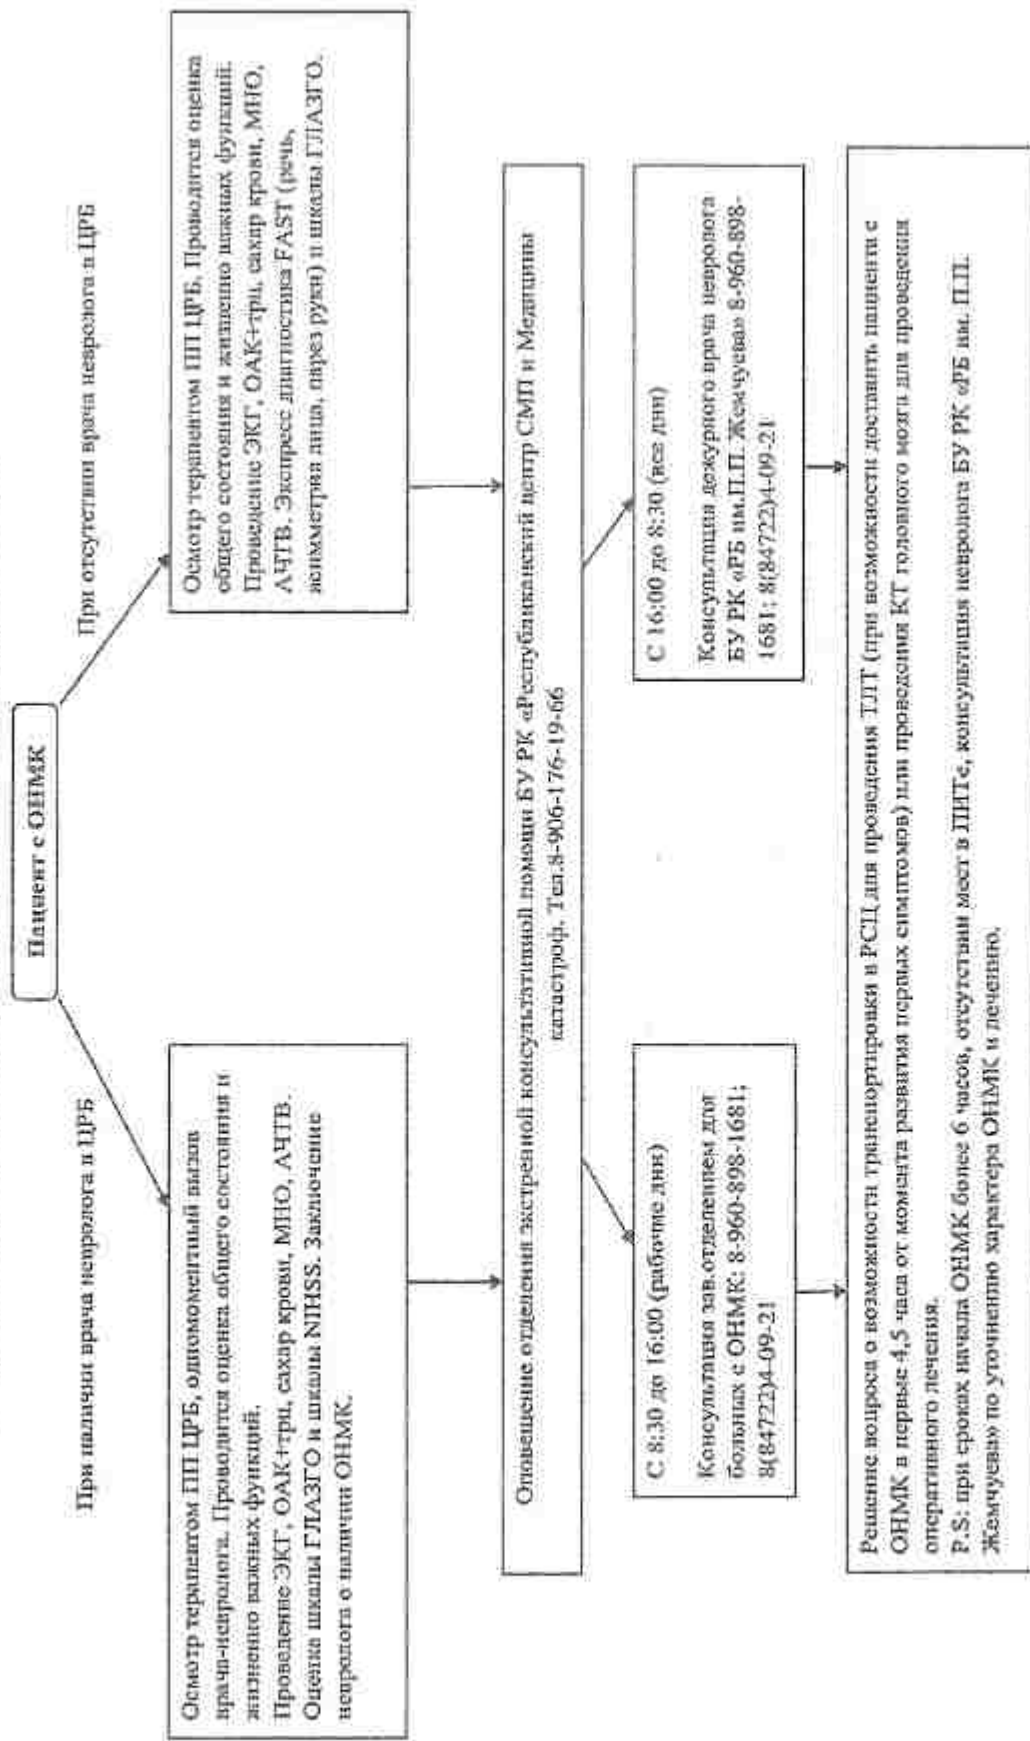 Пациент с ОНМК
При наличии врача невролога в ЦРБ
При отсутствии врача невролога в ЦРБ
Осмотр терапевтом ПП ЦРБ, одномоментный вызов
врача-невролога. Проводится оценка общего состояния и
жизненно важных функций.
Проведение ЭКГ, ОАК+трц, сахар крови, МНО, АЧТВ.
Оценка шкалы ГЛАЗГО и шкалы NIHSS. Заключение
невролога о наличии ОНМК.
Осмотр терапевтом ПП ЦРБ. Проводится оценка
общего состояния и жизненно важных функций.
Проведение ЭКГ, ОАК+трц, сахар крови, МНО,
АЧТВ. Экспресс диагностика FAST (речь,
асимметрия лица, парез руки) и шкалы ГЛАЗГО.
Оповещение отделения экстренной консультативной помощи БУ РК «Республиканский центр СМП и Медицины
катастроф. Тел.8-906-176-19-66
С 8:30 до 16:00 (рабочие дни)
Консультация зав.отделением для
больных с ОНМК: 8-960-898-1681;
8(84722)4-09-21
С 16:00 до 8:30 (все дни)
Консультация дежурного врача невролога
БУ РК «РБ им.П.П. Жемчуева» 8-960-898-
1681; 8(84722)4-09-21
Решение вопроса о возможности транспортировки в РСЦ для проведения ТЛТ (при возможности доставить пациента с
ОНМК в первые 4,5 часа от момента развития первых симптомов) или проведения КТ головного мозга для проведения
оперативного лечения.
P.S: при сроках начала ОНМК более 6 часов, отсутствии мест в ПИТе, консультация невролога БУ РК «РБ им. П.П.
Жемчуева» по уточнению характера ОНМК и лечению.